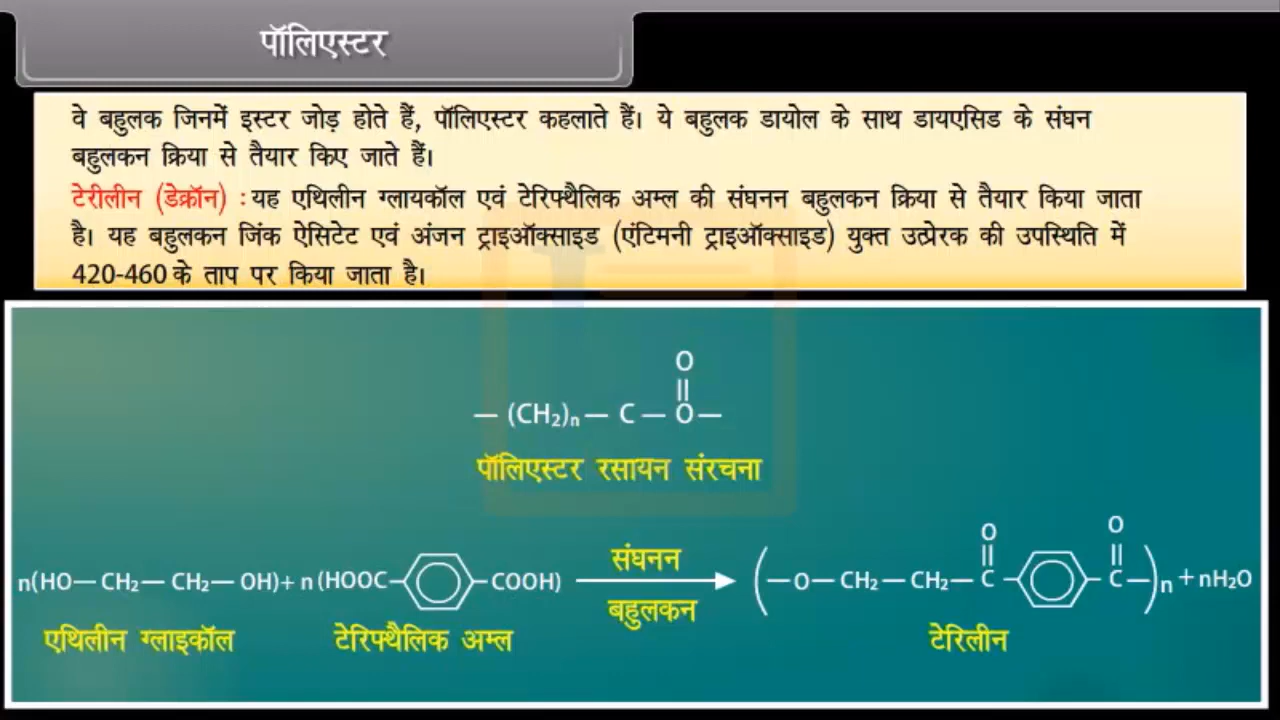 पॉलिएस्टर
वे बहुलक जिनमें इस्टर जोड़ होते हैं, पॉलिएस्टर कहलाते हैं। ये बहुलक डायोल के साथ डायएसिड के संघन
बहुलकन क्रिया से तैयार किए जाते हैं।
टेरीलीन (डेक्रॉन) : यह एथिलीन ग्लायकॉल एवं टेरिफ्थैलिक अम्ल की संघनन बहुलकन क्रिया से तैयार किया जाता
है। यह बहुलकन जिंक ऐसिटेट एवं अंजन ट्राइऑक्साइड (एंटिमनी ट्राइऑक्साइड) युक्त उत्प्रेरक की उपस्थिति में
420-460 के ताप पर किया जाता है।
O
||
— (CH₂)ₙ — C — O —
पॉलिएस्टर रसायन संरचना
O O
|| ||
n(HO— CH₂— CH₂— OH)+ n (HOOC— —COOH) संघनन बहुलकन (—O— CH₂— CH₂— C — — C —)ₙ + nH₂O
एथिलीन ग्लाइकॉल टेरिफ्थैलिक अम्ल टेरिलीन